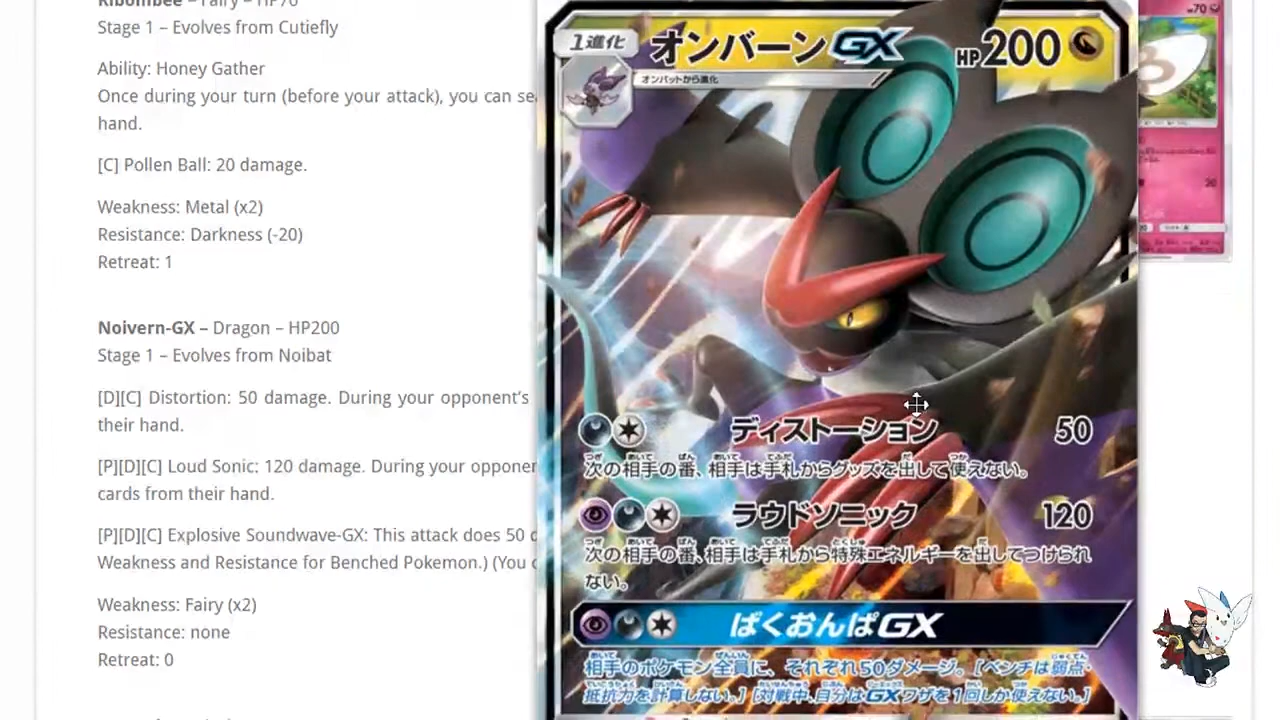 Ribombee – Fairy – HP70
Stage 1 – Evolves from Cutiefly
Ability: Honey Gather
Once during your turn (before your attack), you can
hand.
[C] Pollen Ball: 20 damage.
Weakness: Metal (x2)
Resistance: Darkness (-20)
Retreat: 1
Noivern-GX – Dragon – HP200
Stage 1 – Evolves from Noibat
[D][C] Distortion: 50 damage. During your opponent’s
their hand.
[P][D][C] Loud Sonic: 120 damage. During your
cards from their hand.
[P][D][C] Explosive Soundwave-GX: This attack does 50
Weakness and Resistance for Benched Pokemon.) (You
Weakness: Fairy (x2)
Resistance: none
Retreat: 0
1進化 オンバーンGX HP200
オンバットから進化
ディストーション 50
次の相手の番、相手は手札からグッズを出して使えない。
ラウドソニック 120
次の相手の番、相手は手札から特殊エネルギーを出してつけられ
ない。
ばくおんぱGX
相手のポケモン全員に、それぞれ50ダメージ。[ベンチは弱点・
抵抗力を計算しない。][対戦中、自分はGXワザを1回しか使えない。]
HP70
20